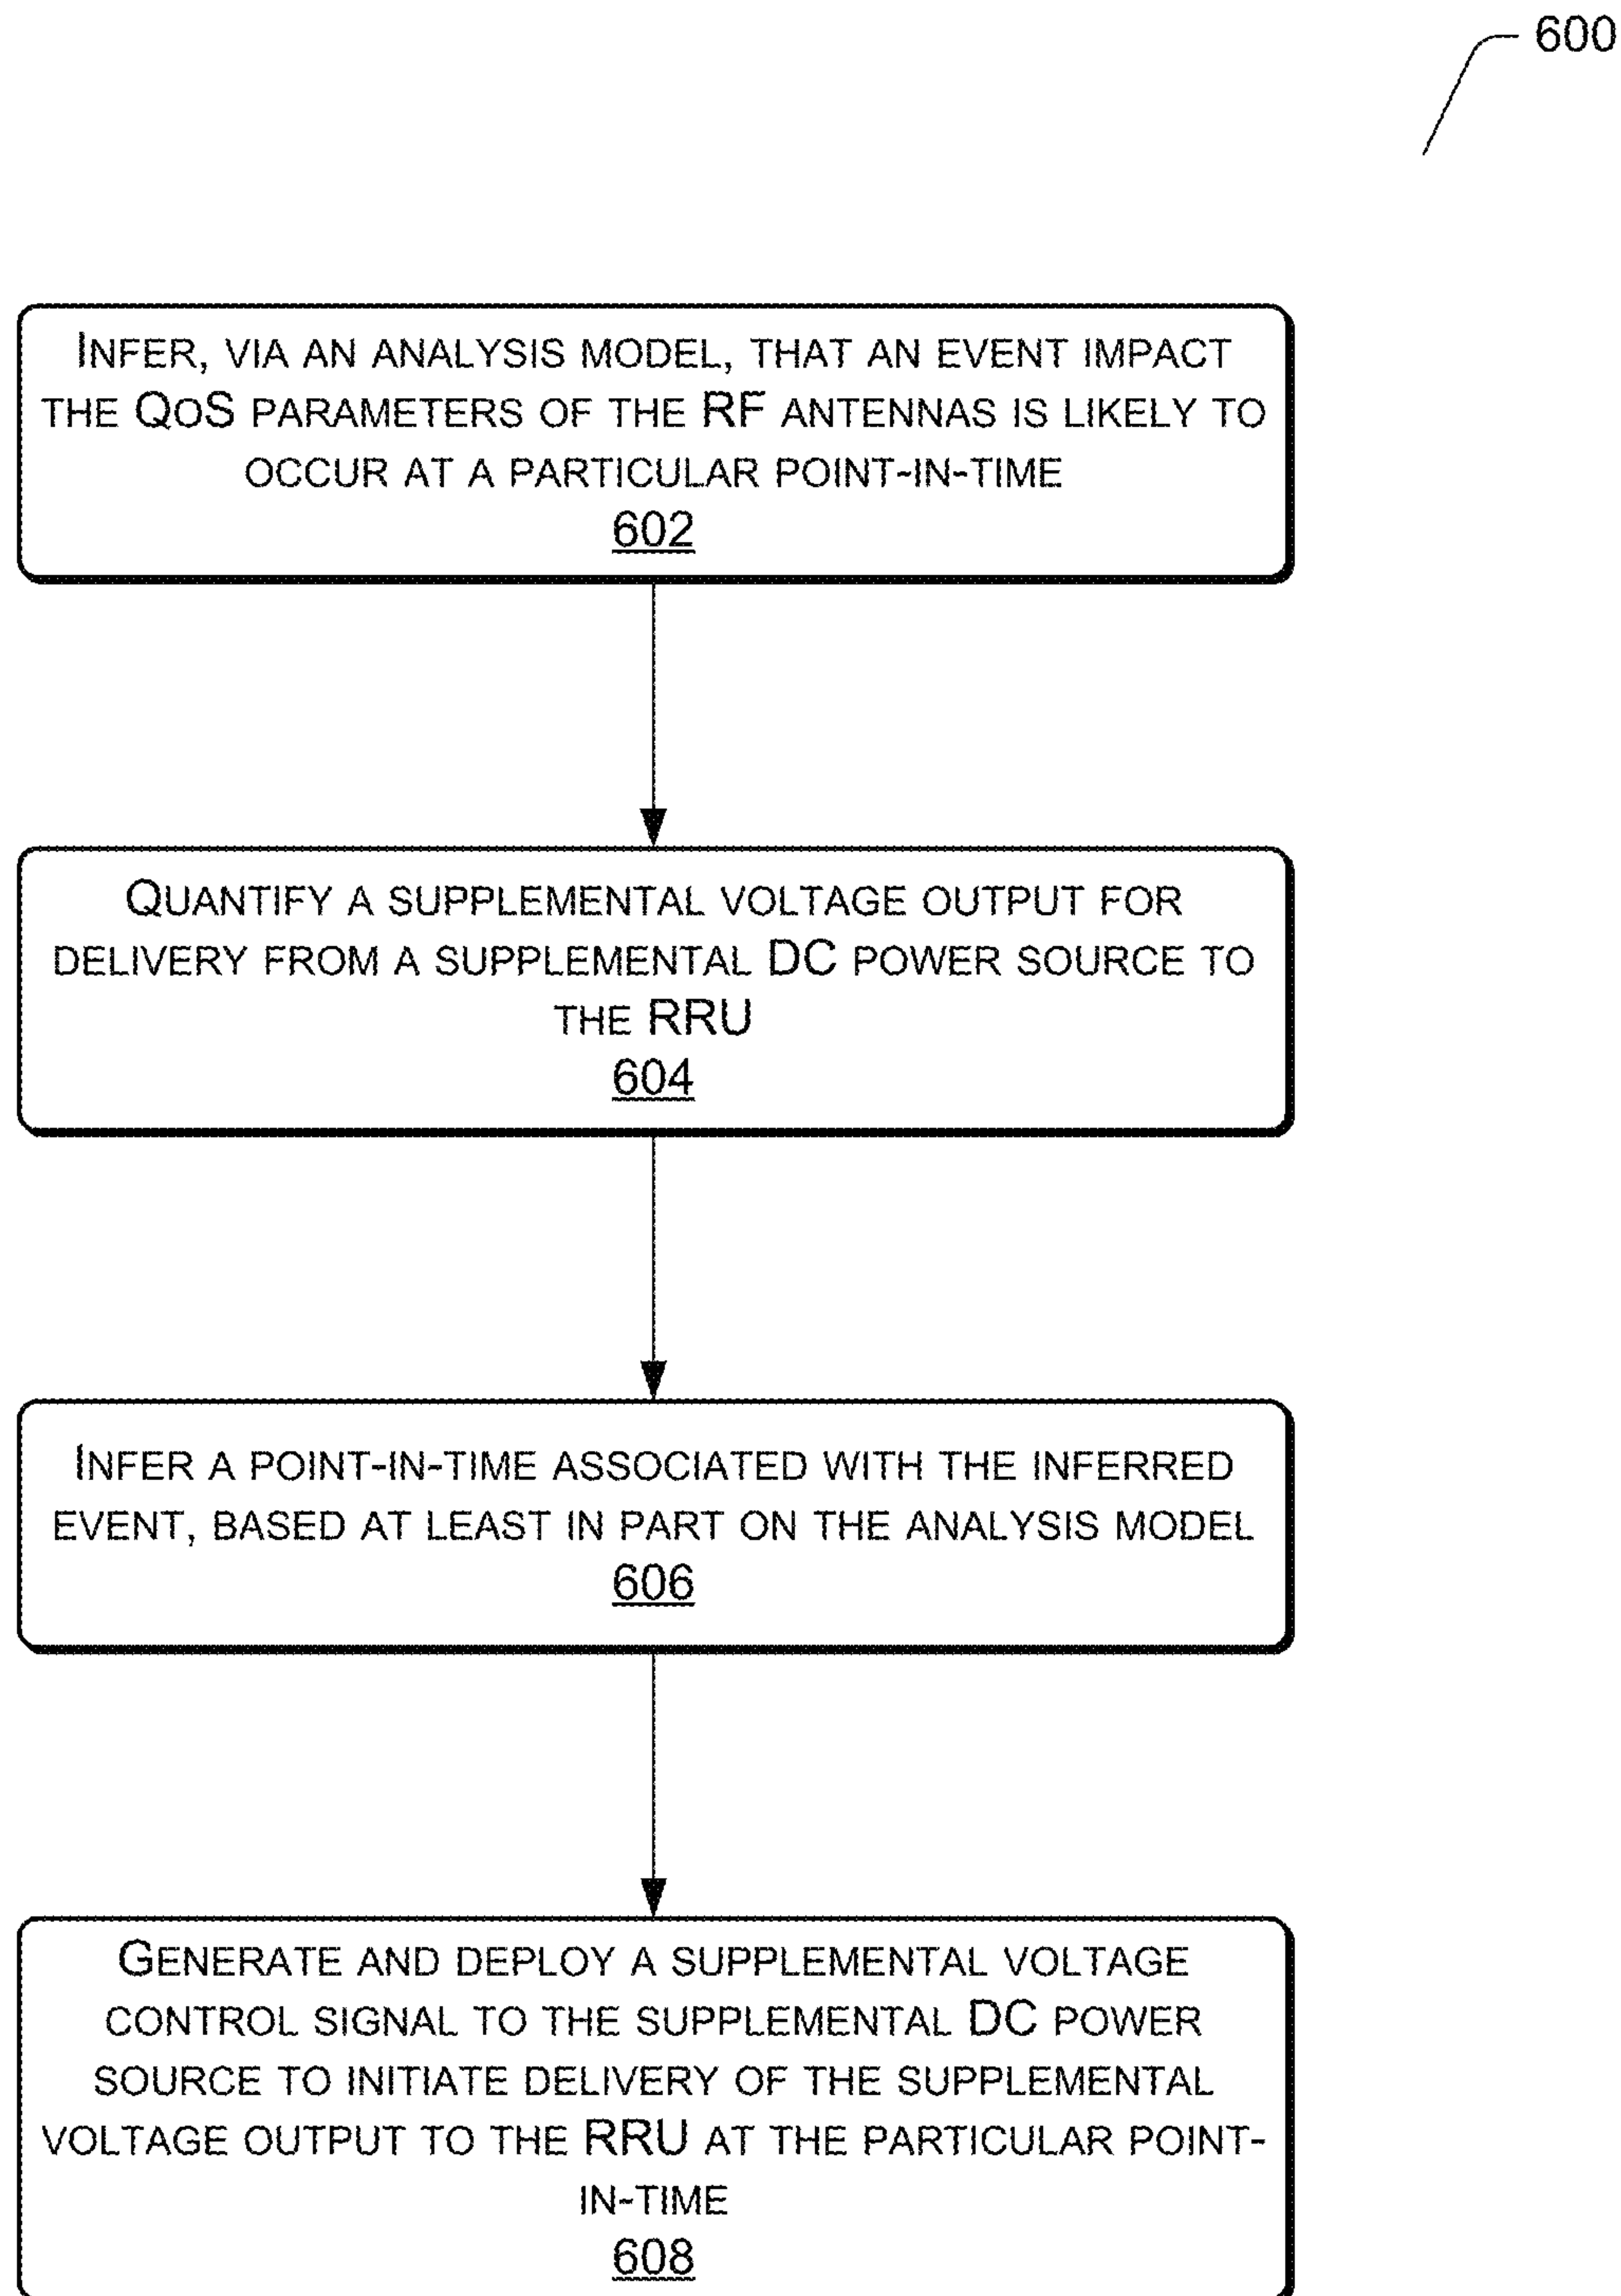 600
INFER, VIA AN ANALYSIS MODEL, THAT AN EVENT IMPACT
THE QOS PARAMETERS OF THE RF ANTENNAS IS LIKELY TO
OCCUR AT A PARTICULAR POINT-IN-TIME
602
QUANTIFY A SUPPLEMENTAL VOLTAGE OUTPUT FOR
DELIVERY FROM A SUPPLEMENTAL DC POWER SOURCE TO
THE RRU
604
INFER A POINT-IN-TIME ASSOCIATED WITH THE INFERRED
EVENT, BASED AT LEAST IN PART ON THE ANALYSIS MODEL
606
GENERATE AND DEPLOY A SUPPLEMENTAL VOLTAGE
CONTROL SIGNAL TO THE SUPPLEMENTAL DC POWER
SOURCE TO INITIATE DELIVERY OF THE SUPPLEMENTAL
VOLTAGE OUTPUT TO THE RRU AT THE PARTICULAR POINT-
IN-TIME
608